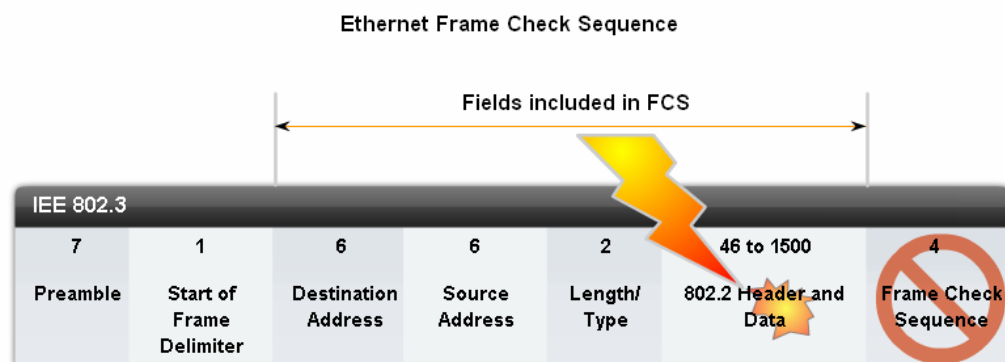 Ethernet Frame Check Sequence
Fields included in FCS
IEE 802.3
7 1 6 6 2 46 to 1500 4
Preamble Start of Destination Source Length/ 802.2 Header and Frame Check
Frame Address Address Type Data Sequence
Delimiter